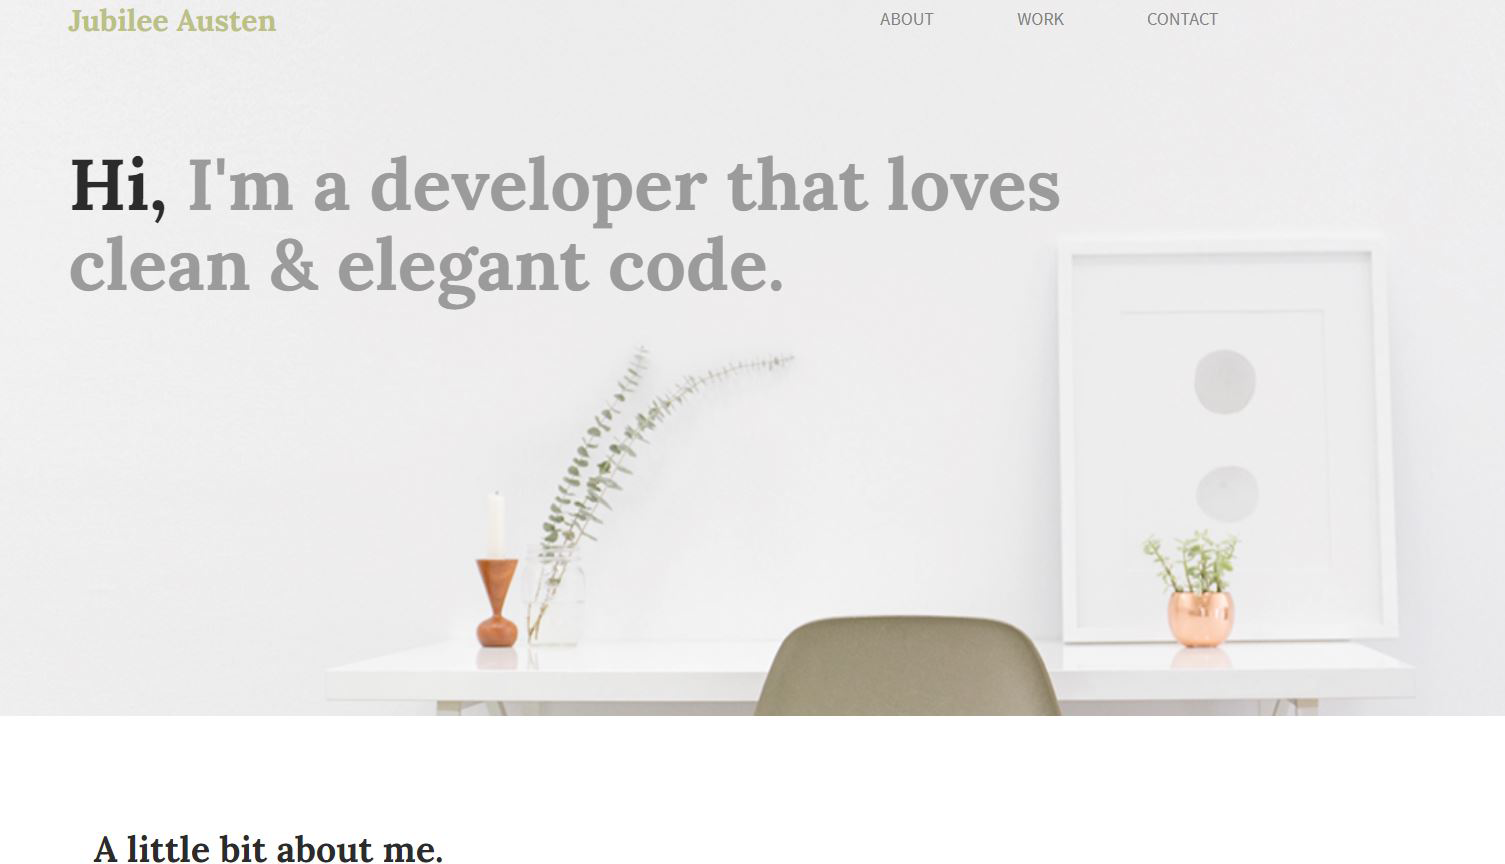 Jubilee Austen
ABOUT WORK CONTACT
Hi, I'm a developer that loves
clean & elegant code.
A little bit about me.